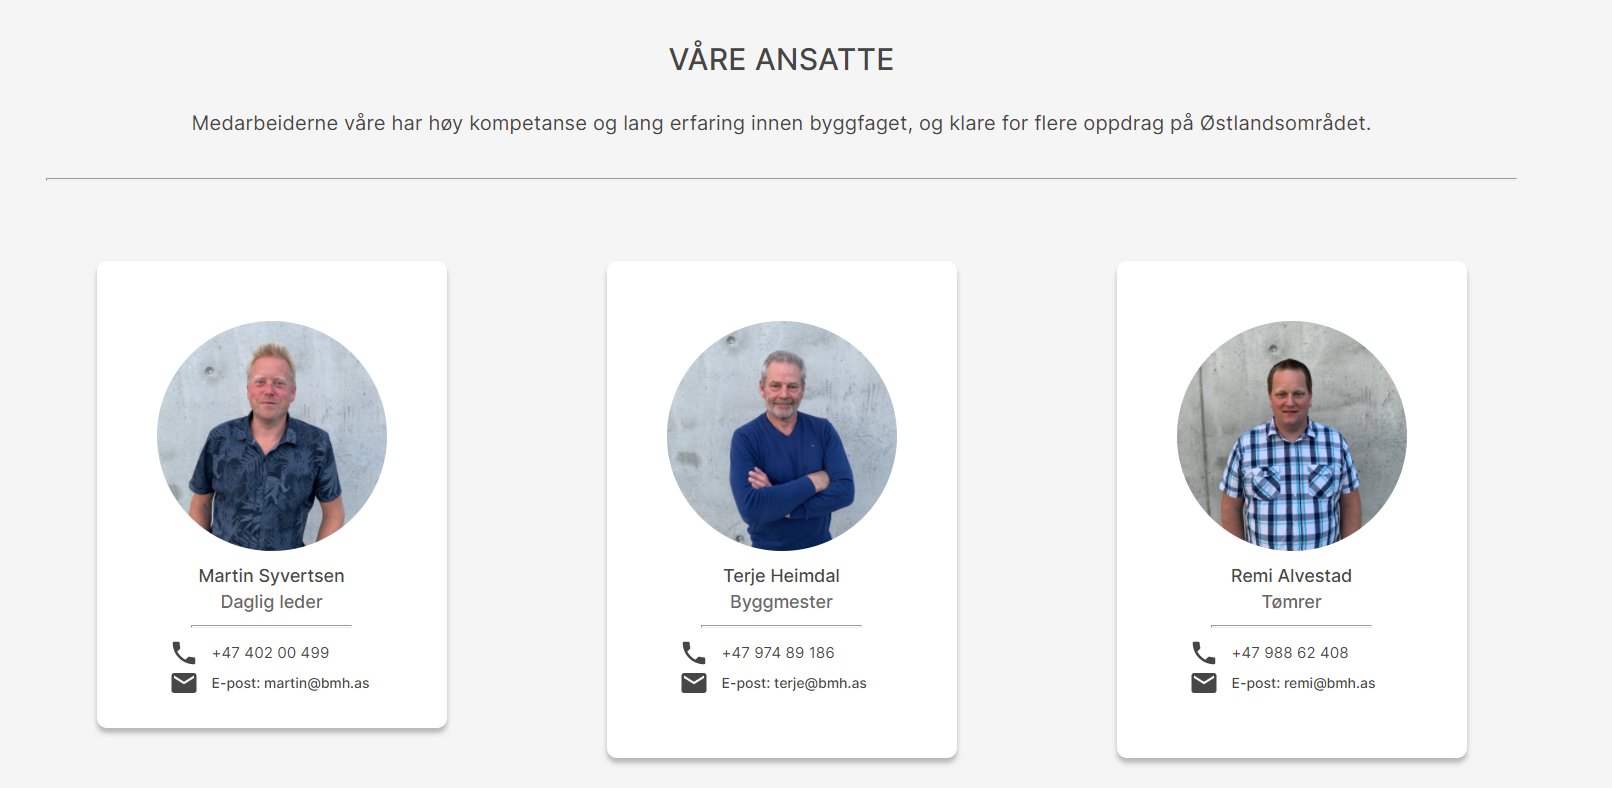 VÅRE ANSATTE
Medarbeiderne våre har høy kompetanse og lang erfaring innen byggfaget, og klare for flere oppdrag på Østlandsområdet.
Martin Syvertsen
Daglig leder
+47 402 00 499
E-post: martin@bmh.as
Terje Heimdal
Byggmester
+47 974 89 186
E-post: terje@bmh.as
Remi Alvestad
Tømrer
+47 988 62 408
E-post: remi@bmh.as